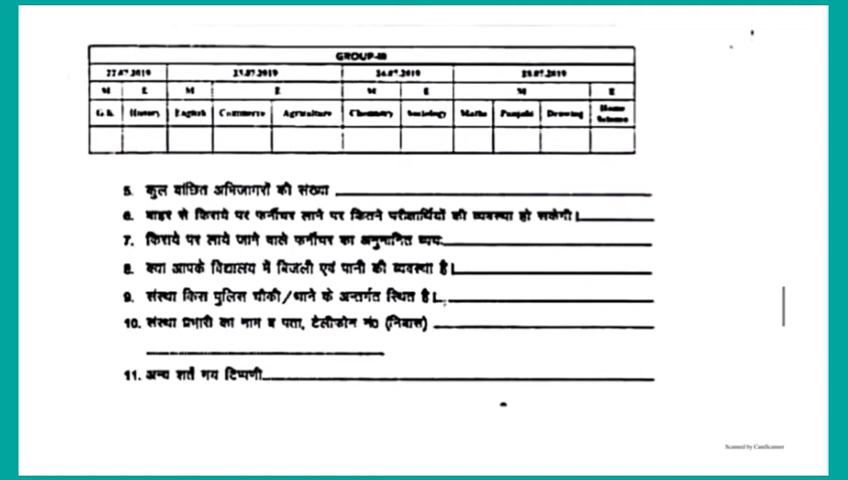 GROUP-III
22.07.2019 23.07.2019 24.07.2019 25.07.2019
M E M E M E M E
G.K. History English Commerce Agriculture Chemistry Sociology Maths Punjabi Drawing Home Science
5. कुल वांछित अभिजागरों की संख्या
6. बाहर से किराये पर फर्नीचर लाने पर कितने परीक्षार्थियों की व्यवस्था हो सकेगी।
7. किराये पर लाये जाने वाले फर्नीचर का अनुमानित व्यय
8. क्या आपके विद्यालय में बिजली एवं पानी की व्यवस्था है।
9. संस्था किस पुलिस चौकी/थाने के अन्तर्गत स्थित है।
10. संस्था प्रभारी का नाम व पता, टेलीफोन नं0 (निवास)
11. अन्य शर्तें मय टिप्पणी
Scanned by CamScanner